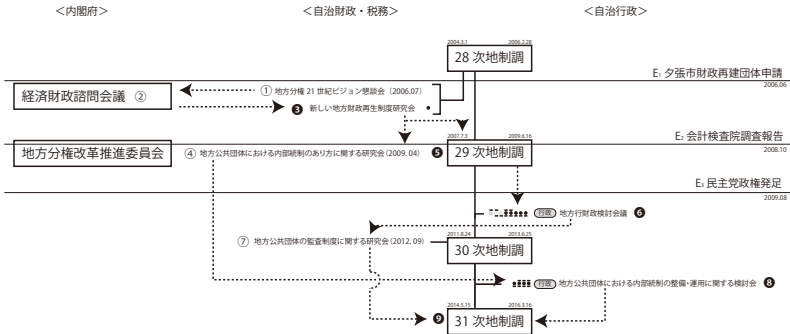 ＜内閣府＞
＜自治財政・税務＞
＜自治行政＞
2004.3.1
2006.2.28
28 次地制調
E₁ 夕張市財政再建団体申請
2006.06
経済財政諮問会議 ②
① 地方分権 21 世紀ビジョン懇談会（2006.07）
❸ 新しい地方財政再生制度研究会
2007.7.3
2009.6.16
E₂ 会計検査院調査報告
2008.10
地方分権改革推進委員会
④ 地方公共団体における内部統制のあり方に関する研究会（2009. 04）
❺ 29 次地制調
E₃ 民主党政権発足
2009.08
行政 地方行財政検討会議 ❻
2011.8.24
2013.6.25
⑦ 地方公共団体の監査制度に関する研究会（2012. 09）
30 次地制調
行政 地方公共団体における内部統制の整備・運用に関する検討会 ❽
2014.5.15
2016.3.16
❾ 31 次地制調